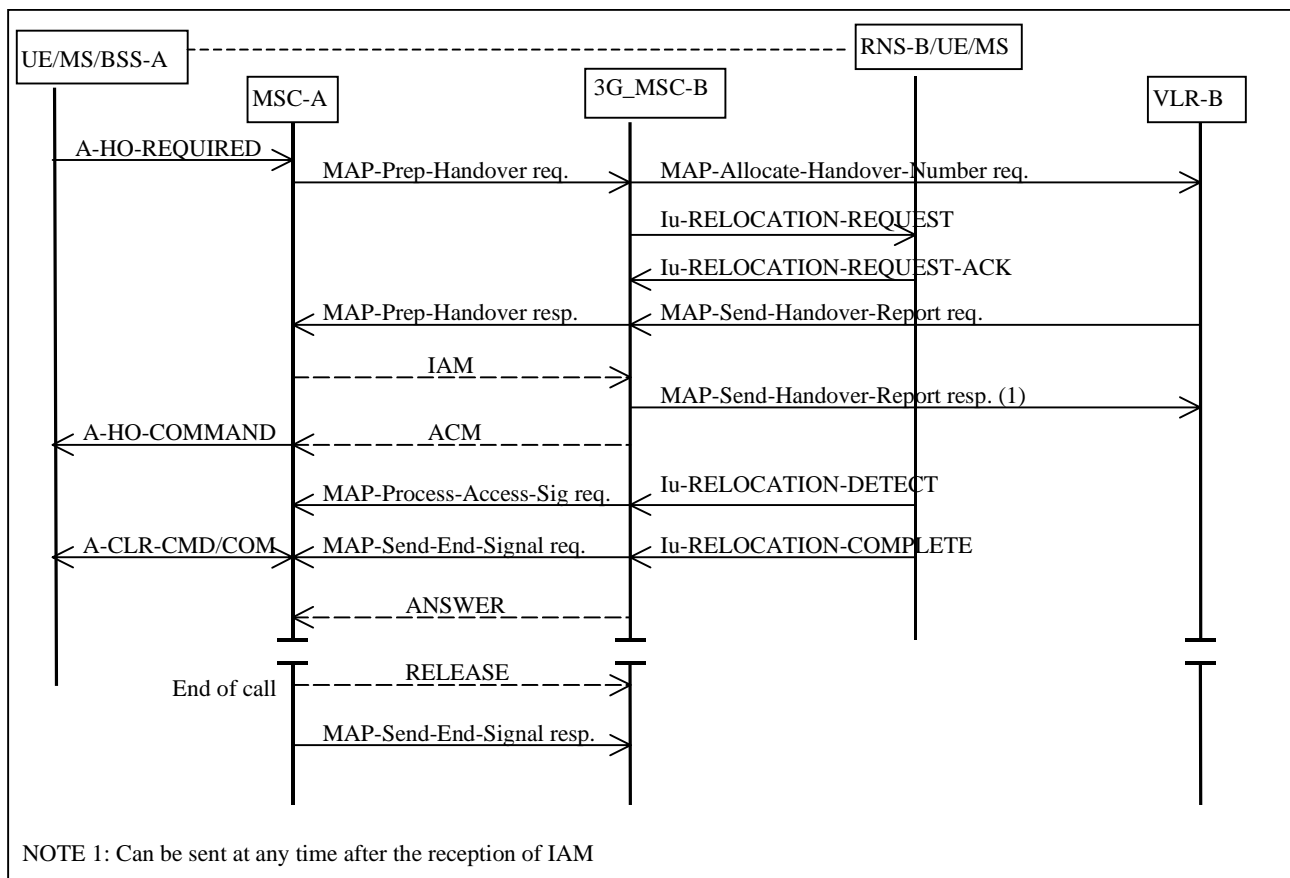 UE/MS/BSS-A
RNS-B/UE/MS
MSC-A
3G_MSC-B
VLR-B
A-HO-REQUIRED
MAP-Prep-Handover req.
MAP-Allocate-Handover-Number req.
Iu-RELOCATION-REQUEST
Iu-RELOCATION-REQUEST-ACK
MAP-Prep-Handover resp.
MAP-Send-Handover-Report req.
IAM
MAP-Send-Handover-Report resp. (1)
A-HO-COMMAND
ACM
Iu-RELOCATION-DETECT
MAP-Process-Access-Sig req.
A-CLR-CMD/COM
MAP-Send-End-Signal req.
Iu-RELOCATION-COMPLETE
ANSWER
RELEASE
End of call
MAP-Send-End-Signal resp.
NOTE 1: Can be sent at any time after the reception of IAM